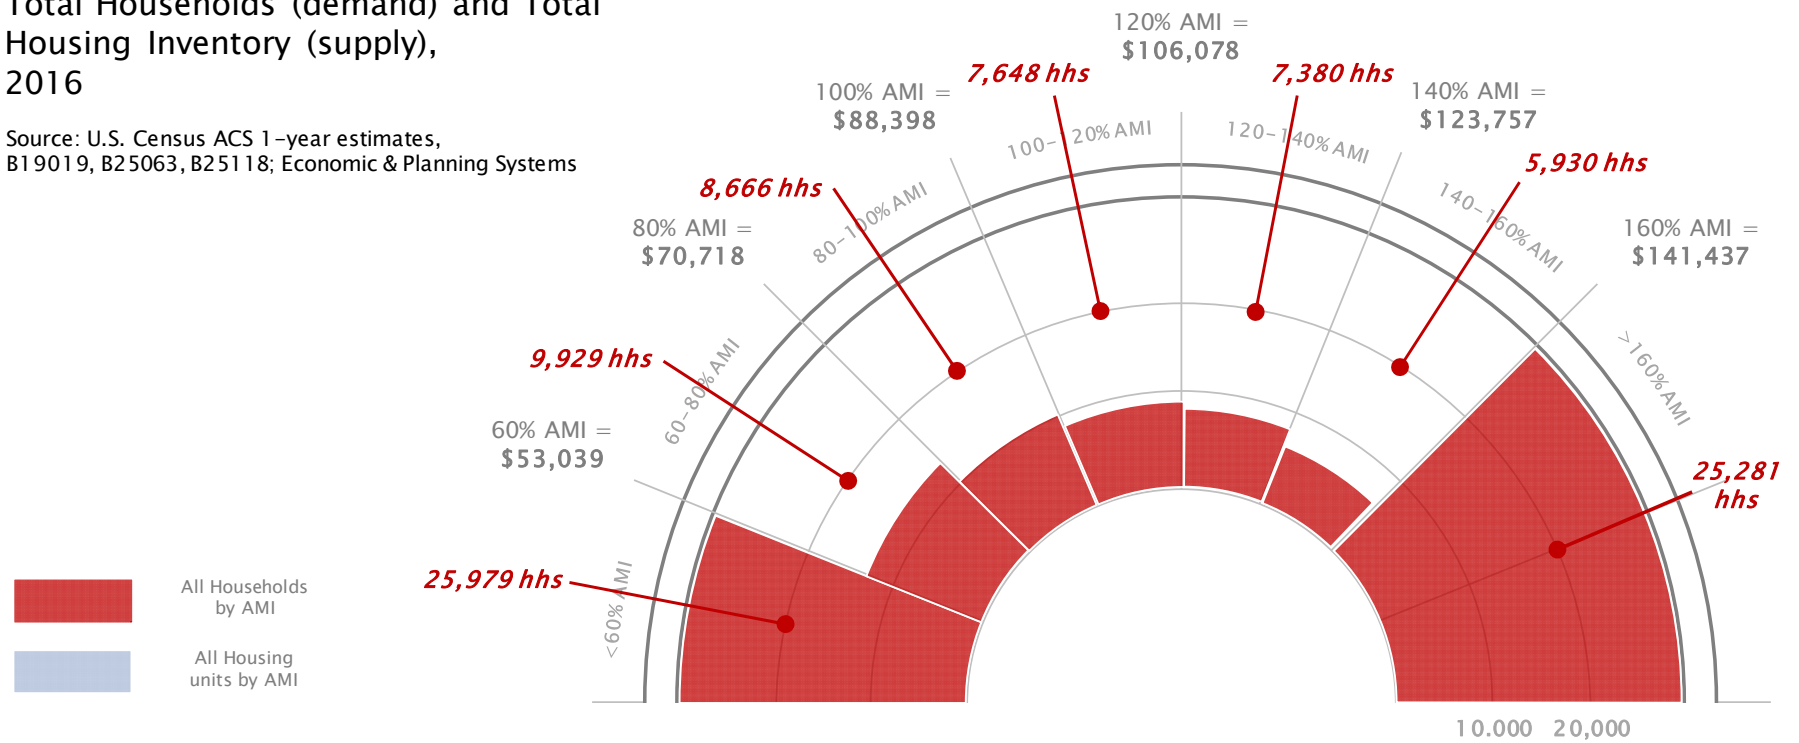 Total Households (demand) and Total
Housing Inventory (supply),
2016
Source: U.S. Census ACS 1-year estimates,
B19019, B25063, B25118; Economic & Planning Systems
120% AMI =
$106,078
7,648 hhs
7,380 hhs
100% AMI =
$88,398
140% AMI =
$123,757
100-120% AMI
120-140% AMI
5,930 hhs
8,666 hhs
80-100% AMI
140-160% AMI
80% AMI =
$70,718
160% AMI =
$141,437
9,929 hhs
60-80% AMI
>160% AMI
60% AMI =
$53,039
25,281
hhs
25,979 hhs
<60% AMI
All Households
by AMI
All Housing
units by AMI
10.000 20,000